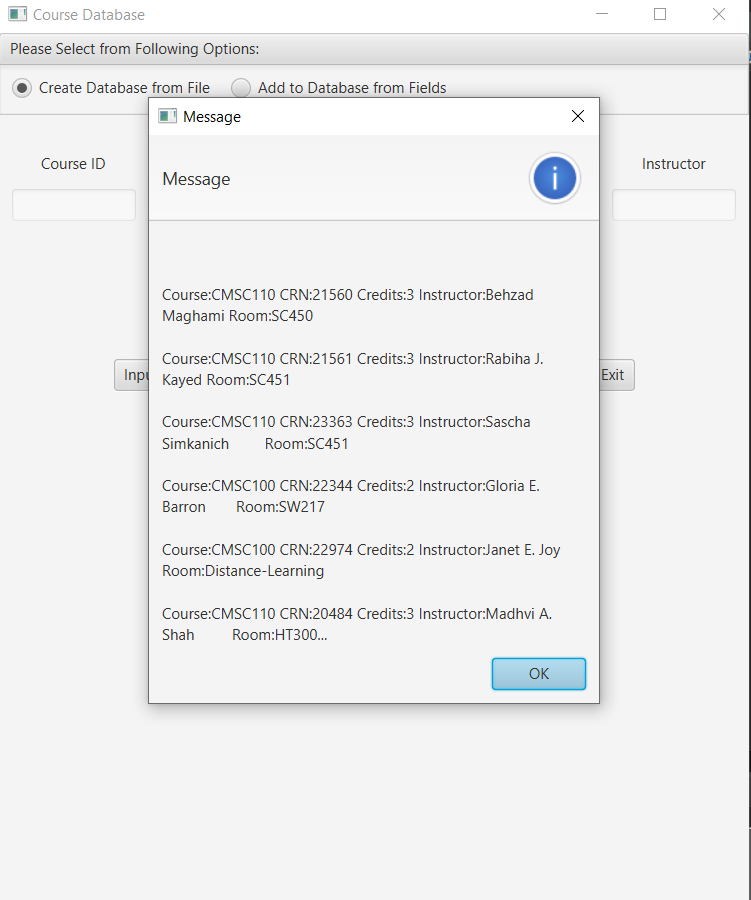 Course Database
Please Select from Following Options:
Create Database from File Add to Database from Fields
Message
Message
Course ID
Instructor
Course:CMSC110 CRN:21560 Credits:3 Instructor:Behzad
Maghami Room:SC450
Course:CMSC110 CRN:21561 Credits:3 Instructor:Rabiha J.
Kayed Room:SC451
Course:CMSC110 CRN:23363 Credits:3 Instructor:Sascha
Simkanich Room:SC451
Course:CMSC100 CRN:22344 Credits:2 Instructor:Gloria E.
Barron Room:SW217
Course:CMSC100 CRN:22974 Credits:2 Instructor:Janet E. Joy
Room:Distance-Learning
Course:CMSC110 CRN:20484 Credits:3 Instructor:Madhvi A.
Shah Room:HT300...
OK
Exit